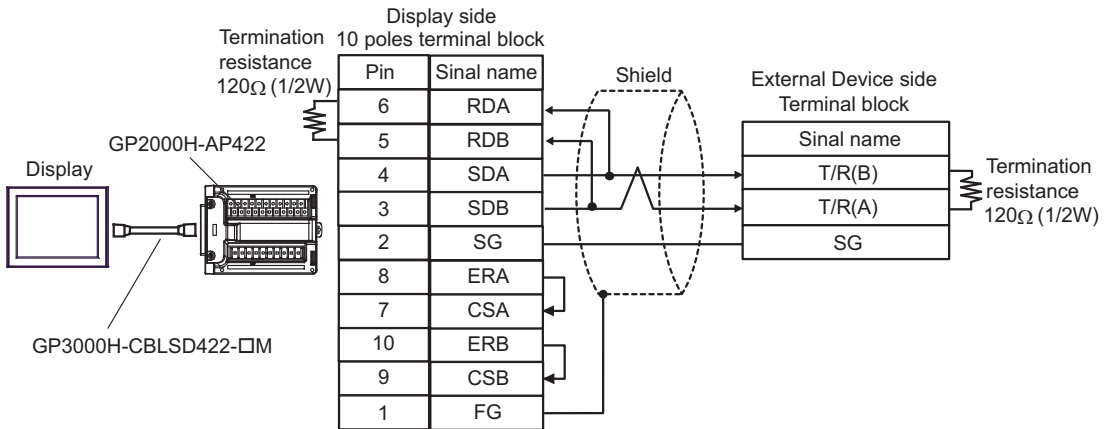 Display side
10 poles terminal block
Termination
resistance
120Ω (1/2W)
Pin Sinal name
6 RDA
5 RDB
4 SDA
3 SDB
2 SG
8 ERA
7 CSA
10 ERB
9 CSB
1 FG
GP2000H-AP422
Display
GP3000H-CBLSD422-□M
Shield
External Device side
Terminal block
Sinal name
T/R(B)
T/R(A)
SG
Termination
resistance
120Ω (1/2W)